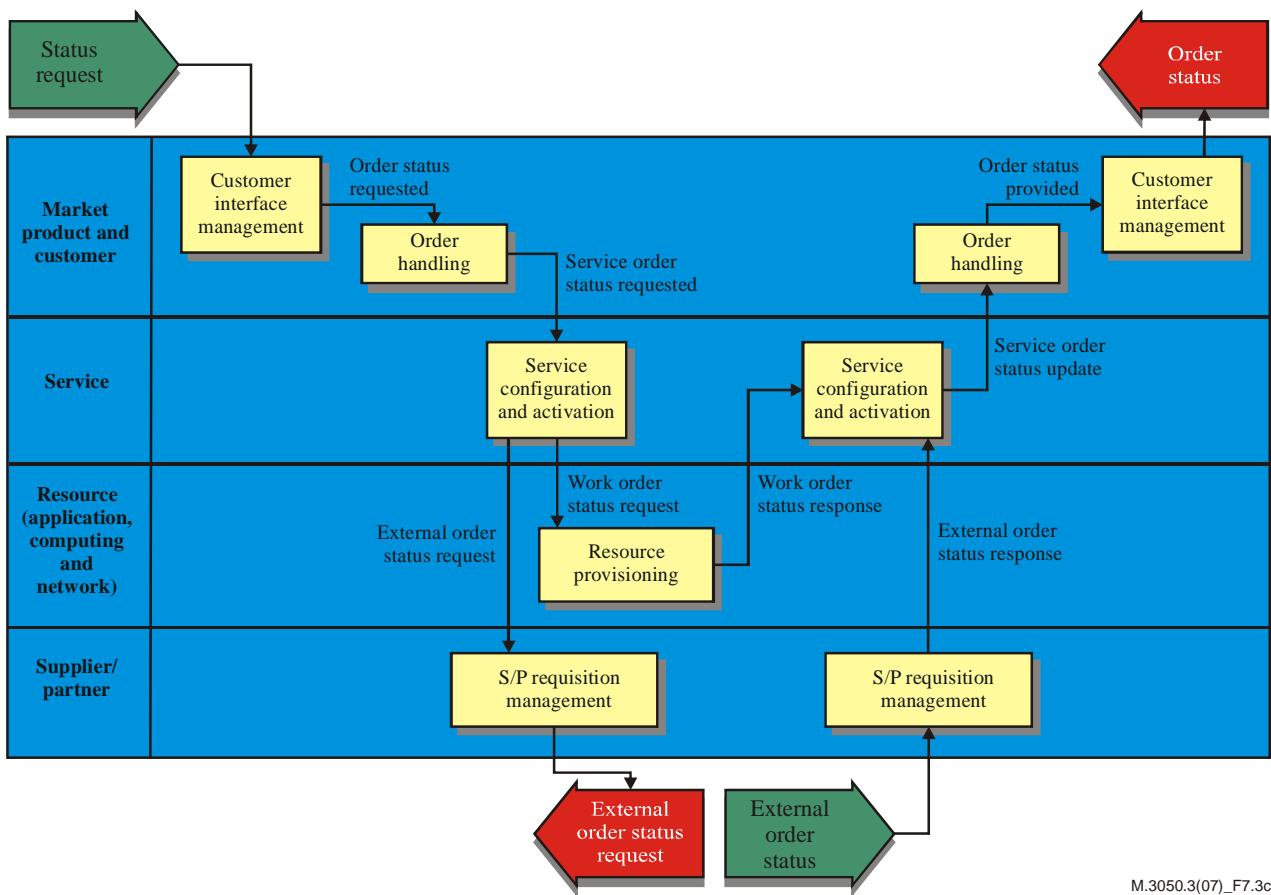 Status
request
Order
status
Market
product and
customer
Customer
interface
management
Order status
requested
Order
handling
Service order
status requested
Order status
provided
Order
handling
Customer
interface
management
Service
Service
configuration
and activation
Service
configuration
and activation
Service order
status update
Resource
(application,
computing
and
network)
External order
status request
Work order
status request
Resource
provisioning
Work order
status response
External order
status response
Supplier/
partner
S/P requisition
management
S/P requisition
management
External
order status
request
External
order
status
M.3050.3(07)_F7.3c